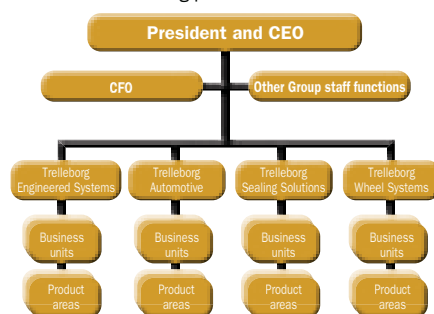 President and CEO
CFO
Other Group staff functions
Trelleborg
Engineered Systems
Trelleborg
Automotive
Trelleborg
Sealing Solutions
Trelleborg
Wheel Systems
Business
units
Business
units
Business
units
Business
units
Product
areas
Product
areas
Product
areas
Product
areas